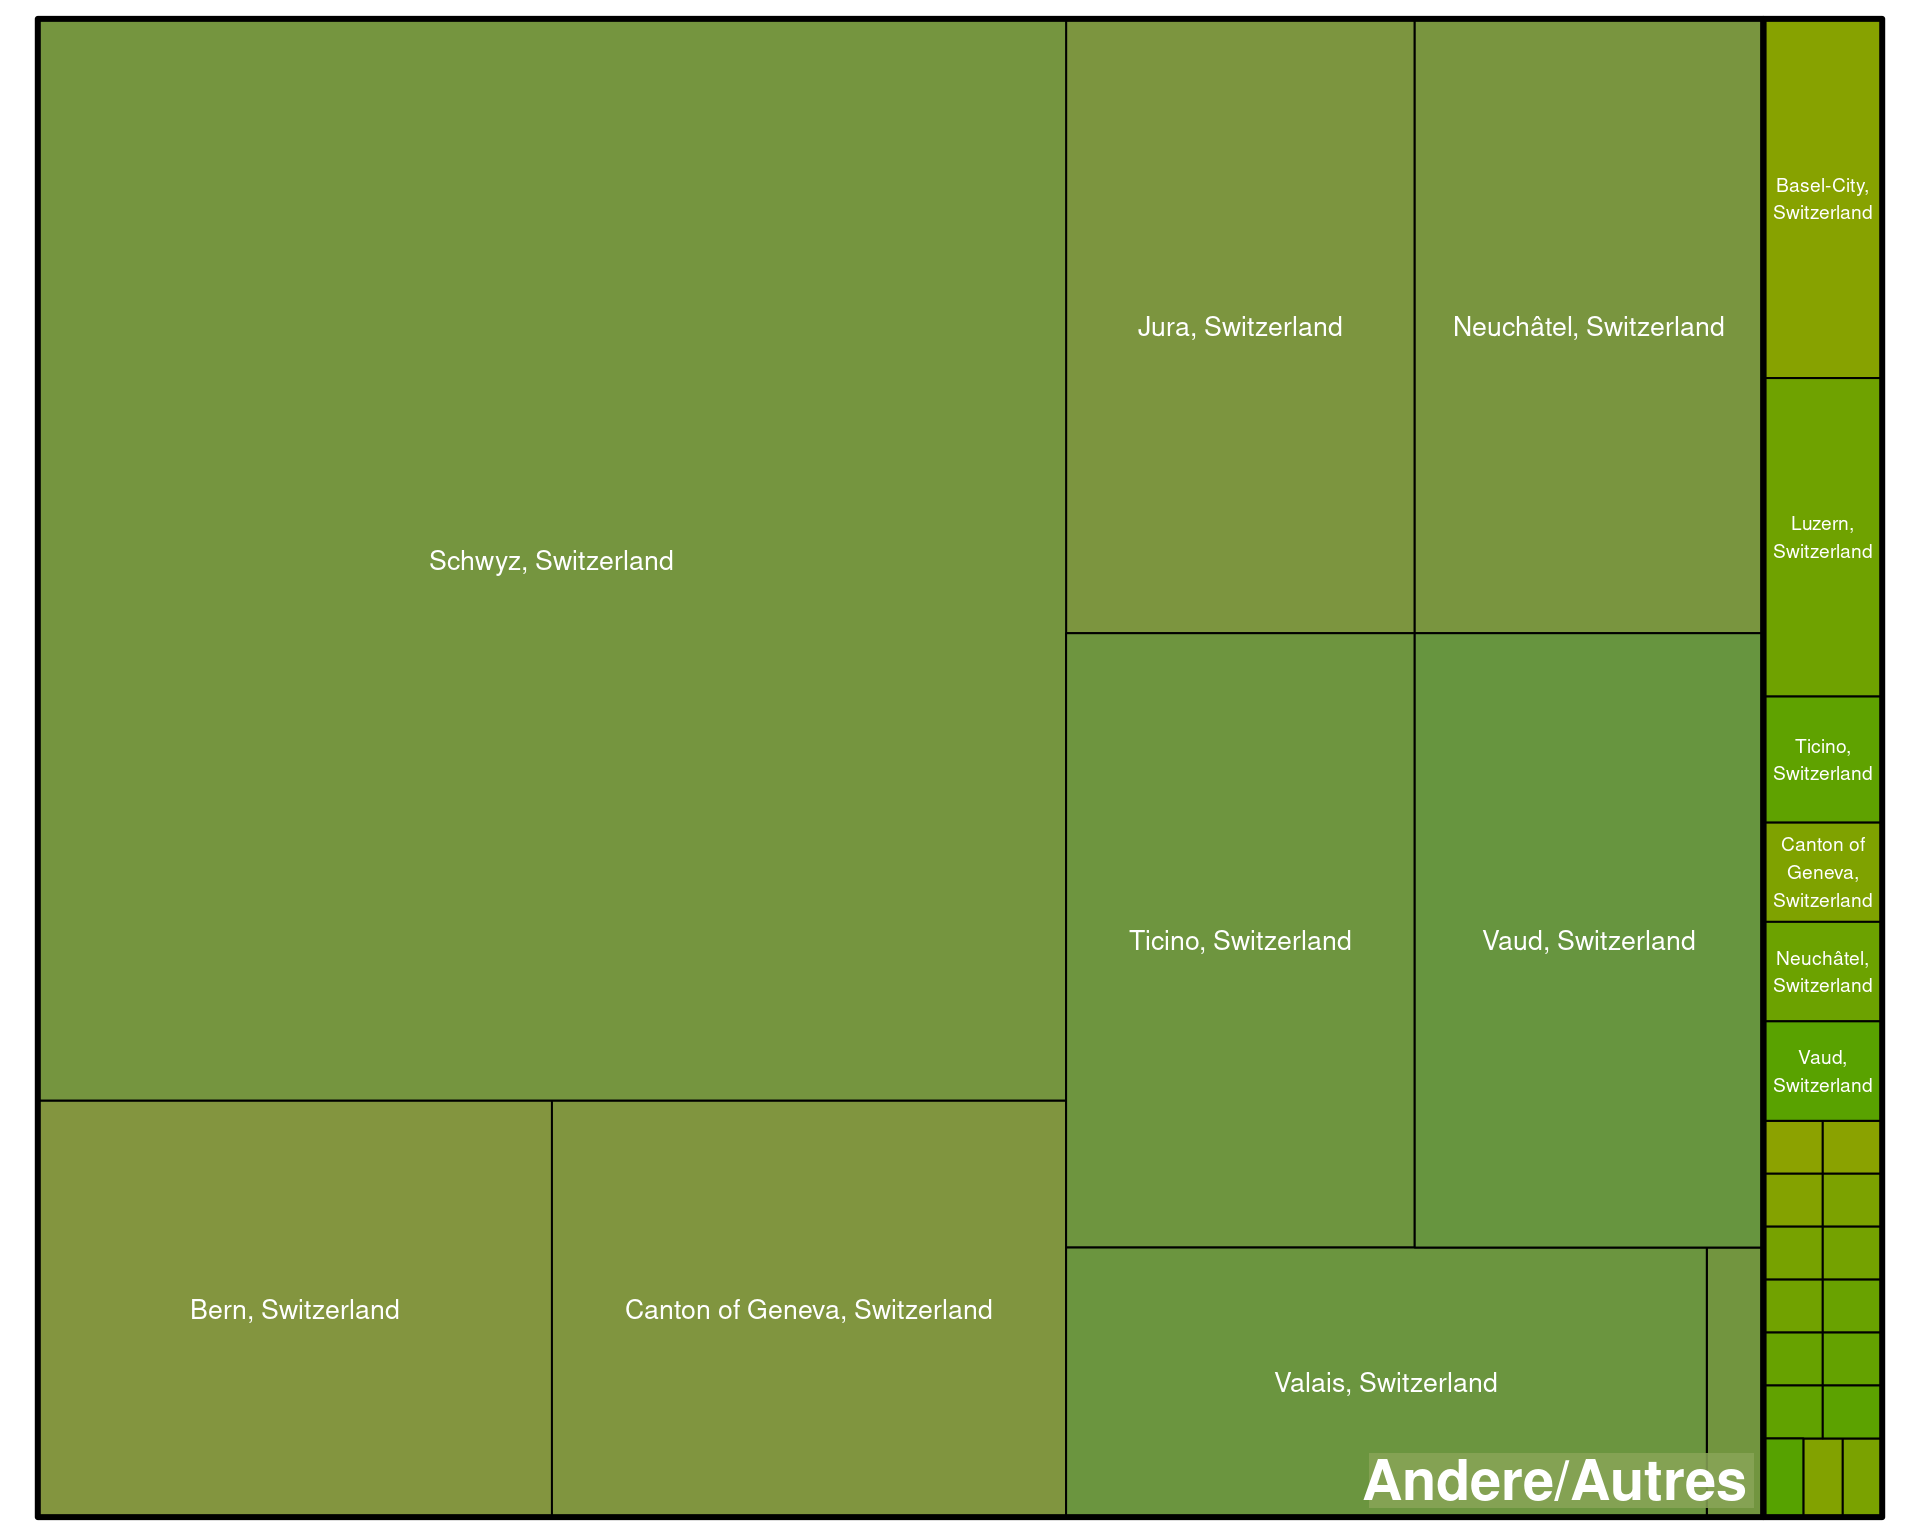 Schwyz, Switzerland
Bern, Switzerland
Canton of Geneva, Switzerland
Jura, Switzerland
Neuchâtel, Switzerland
Ticino, Switzerland
Vaud, Switzerland
Valais, Switzerland
Andere/Autres
Basel-City,
Switzerland
Luzern,
Switzerland
Ticino,
Switzerland
Canton of
Geneva,
Switzerland
Neuchâtel,
Switzerland
Vaud,
Switzerland